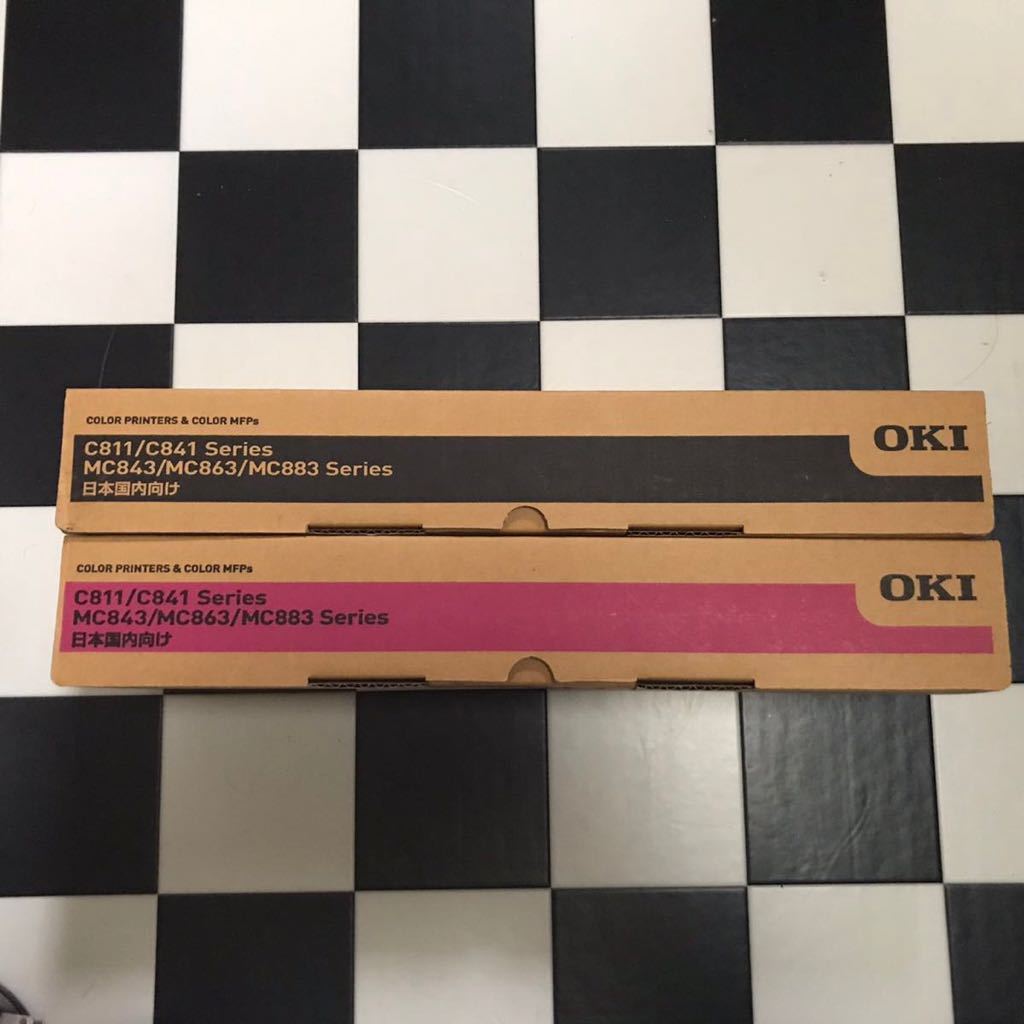 COLOR PRINTERS & COLOR MFPs
C811/C841 Series
MC843/MC863/MC883 Series
日本国内向け
OKI
COLOR PRINTERS & COLOR MFPs
C811/C841 Series
MC843/MC863/MC883 Series
日本国内向け
OKI